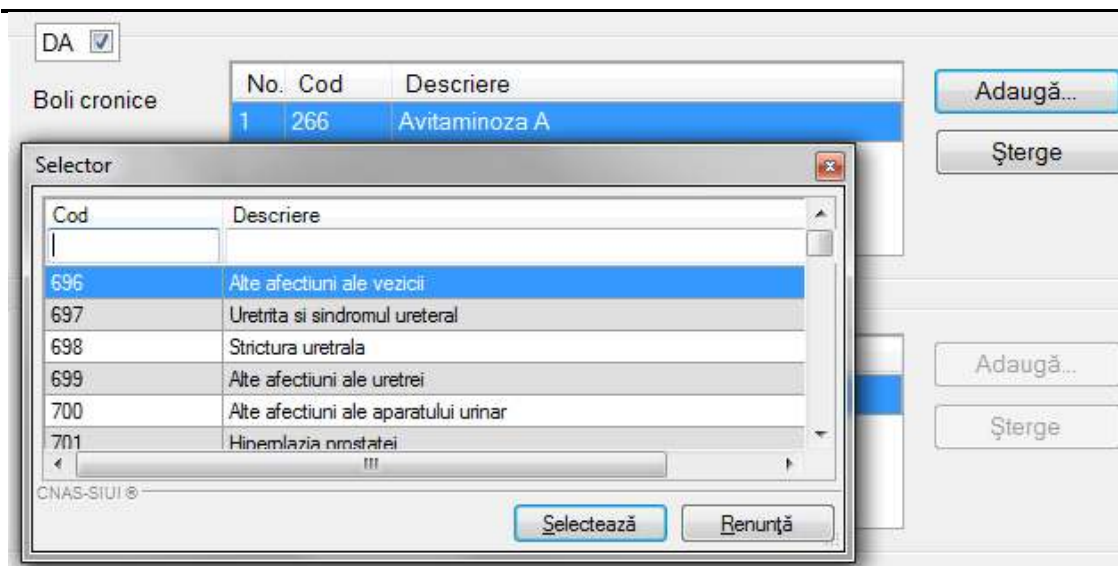 DA
Boli cronice
No. Cod Descriere
1 266 Avitaminoza A
Adaugă...
Şterge
Selector
Cod Descriere
696 Alte afectiuni ale vezicii
697 Uretrita si sindromul ureteral
698 Strictura uretrala
699 Alte afectiuni ale uretrei
700 Alte afectiuni ale aparatului urinar
701 Hiperplazia prostatei
CNAS-SIUI ®
Selectează Renunţă
Adaugă...
Şterge